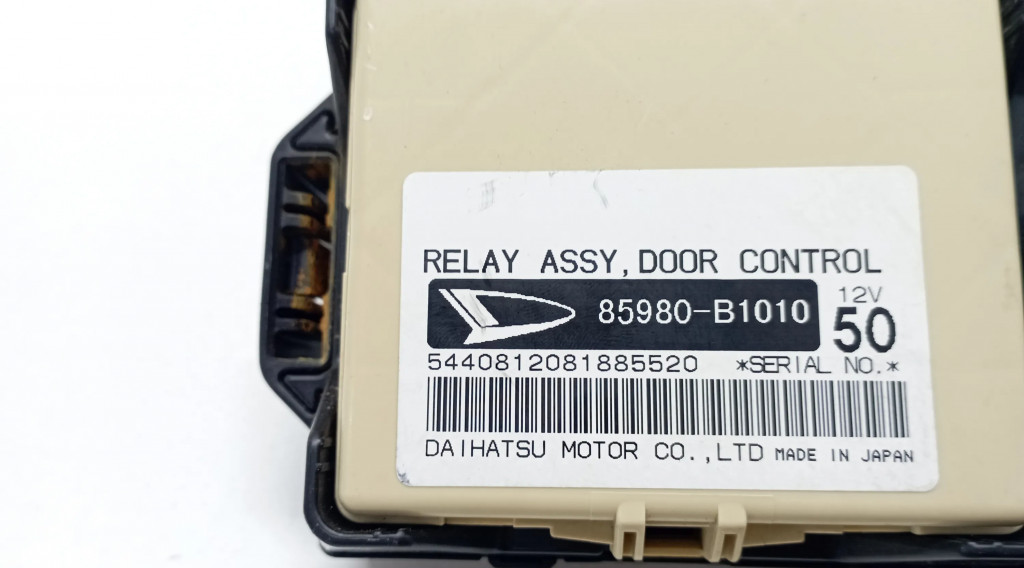 RELAY ASSY, DOOR CONTROL
85980-B1010
12V
50
5440812081885520 *SERIAL NO.*
DAIHATSU MOTOR CO., LTD MADE IN JAPAN